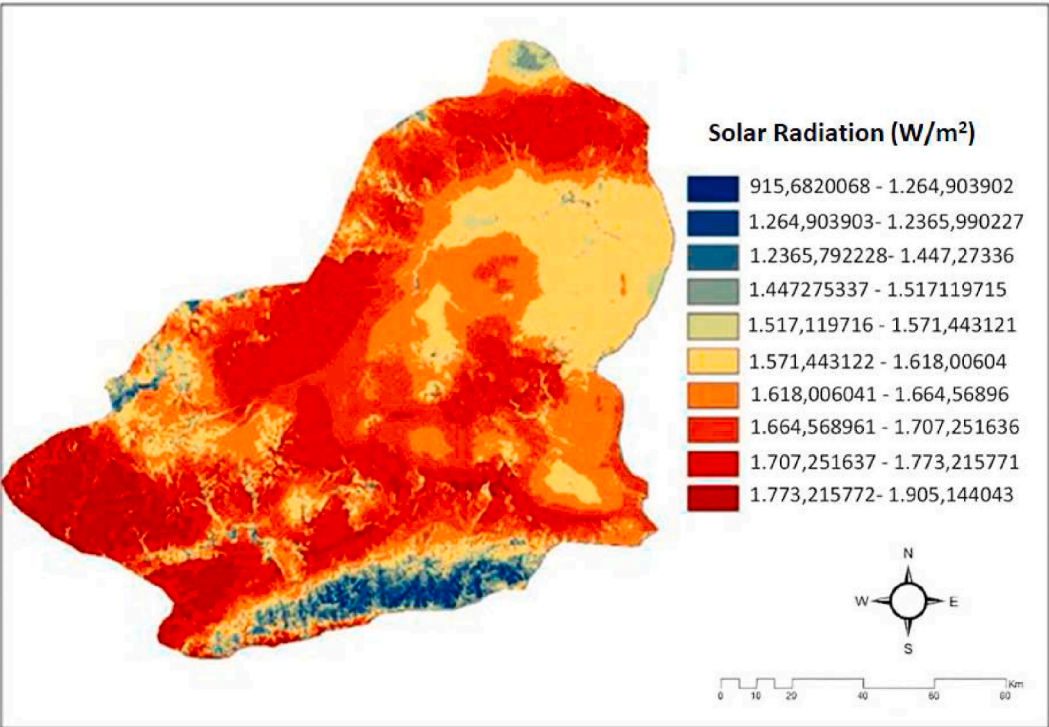 Solar Radiation (W/m²)
915,6820068 - 1.264,903902
1.264,903903- 1.2365,990227
1.2365,792228- 1.447,27336
1.447275337 - 1.517119715
1.517,119716 - 1.571,443121
1.571,443122 - 1.618,00604
1.618,006041 - 1.664,56896
1.664,568961 - 1.707,251636
1.707,251637 - 1.773,215771
1.773,215772- 1.905,144043
N
W E
S
Km
0 10 20 40 60 80